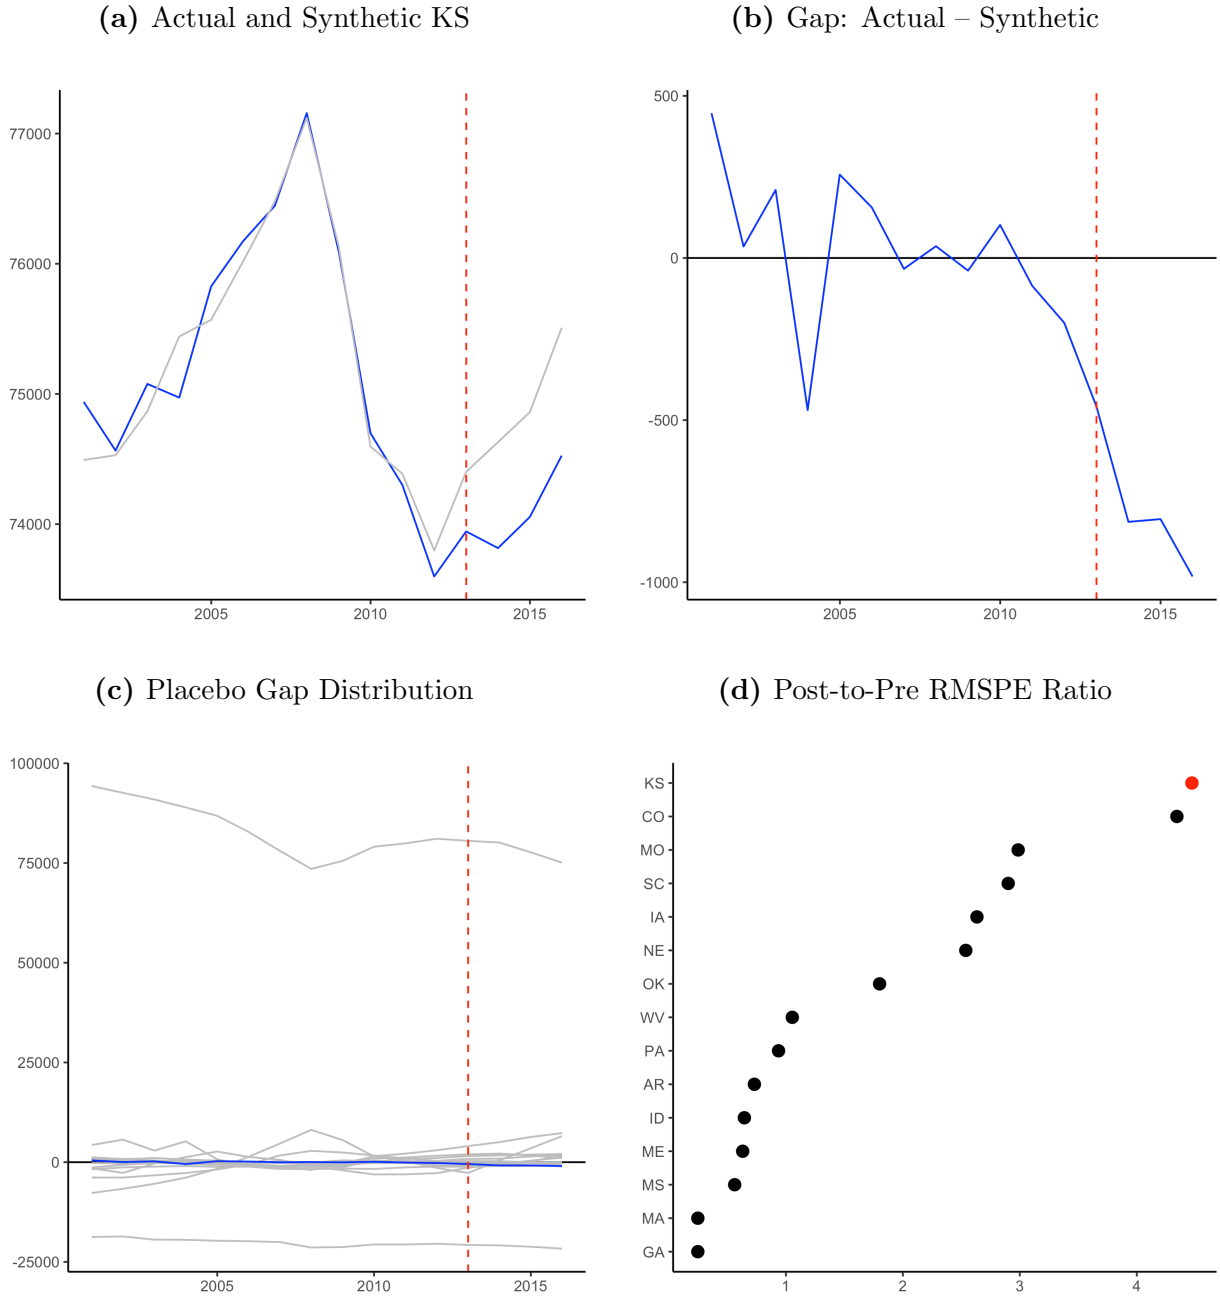 (a) Actual and Synthetic KS
77000
76000
75000
74000
2005 2010 2015
(b) Gap: Actual – Synthetic
500
0
-500
-1000
2005 2010 2015
(c) Placebo Gap Distribution
100000
75000
50000
25000
0
-25000
2005 2010 2015
(d) Post-to-Pre RMSPE Ratio
KS
CO
MO
SC
IA
NE
OK
WV
PA
AR
ID
ME
MS
MA
GA
1 2 3 4